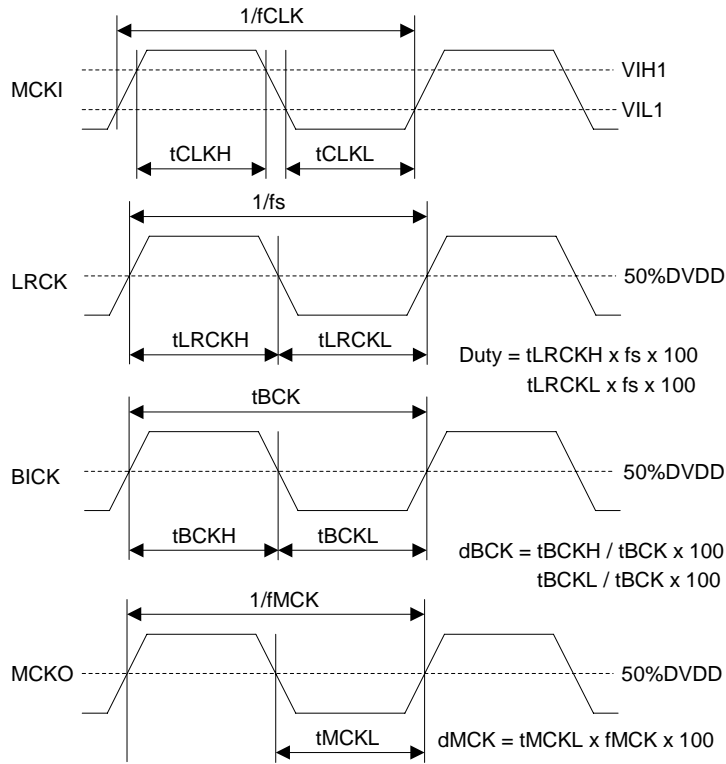 1/fCLK
MCKI
VIH1
VIL1
tCLKH
tCLKL
1/fs
LRCK
50%DVDD
tLRCKH
tLRCKL
Duty = tLRCKH x fs x 100
tLRCKL x fs x 100
tBCK
BICK
50%DVDD
tBCKH
tBCKL
dBCK = tBCKH / tBCK x 100
tBCKL / tBCK x 100
1/fMCK
MCKO
50%DVDD
tMCKL
dMCK = tMCKL x fMCK x 100